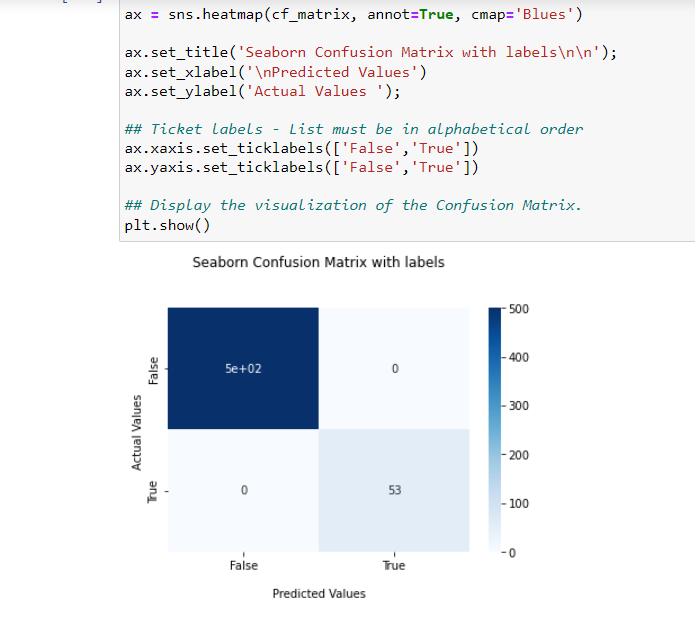 ax = sns.heatmap(cf_matrix, annot=True, cmap='Blues')
ax.set_title('Seaborn Confusion Matrix with labels\n\n');
ax.set_xlabel('\nPredicted Values')
ax.set_ylabel('Actual Values ');
## Ticket labels - List must be in alphabetical order
ax.xaxis.set_ticklabels(['False','True'])
ax.yaxis.set_ticklabels(['False','True'])
## Display the visualization of the Confusion Matrix.
plt.show()
Seaborn Confusion Matrix with labels
Actual Values
False
True
5e+02
0
0
53
False
True
Predicted Values
500
400
300
200
100
0